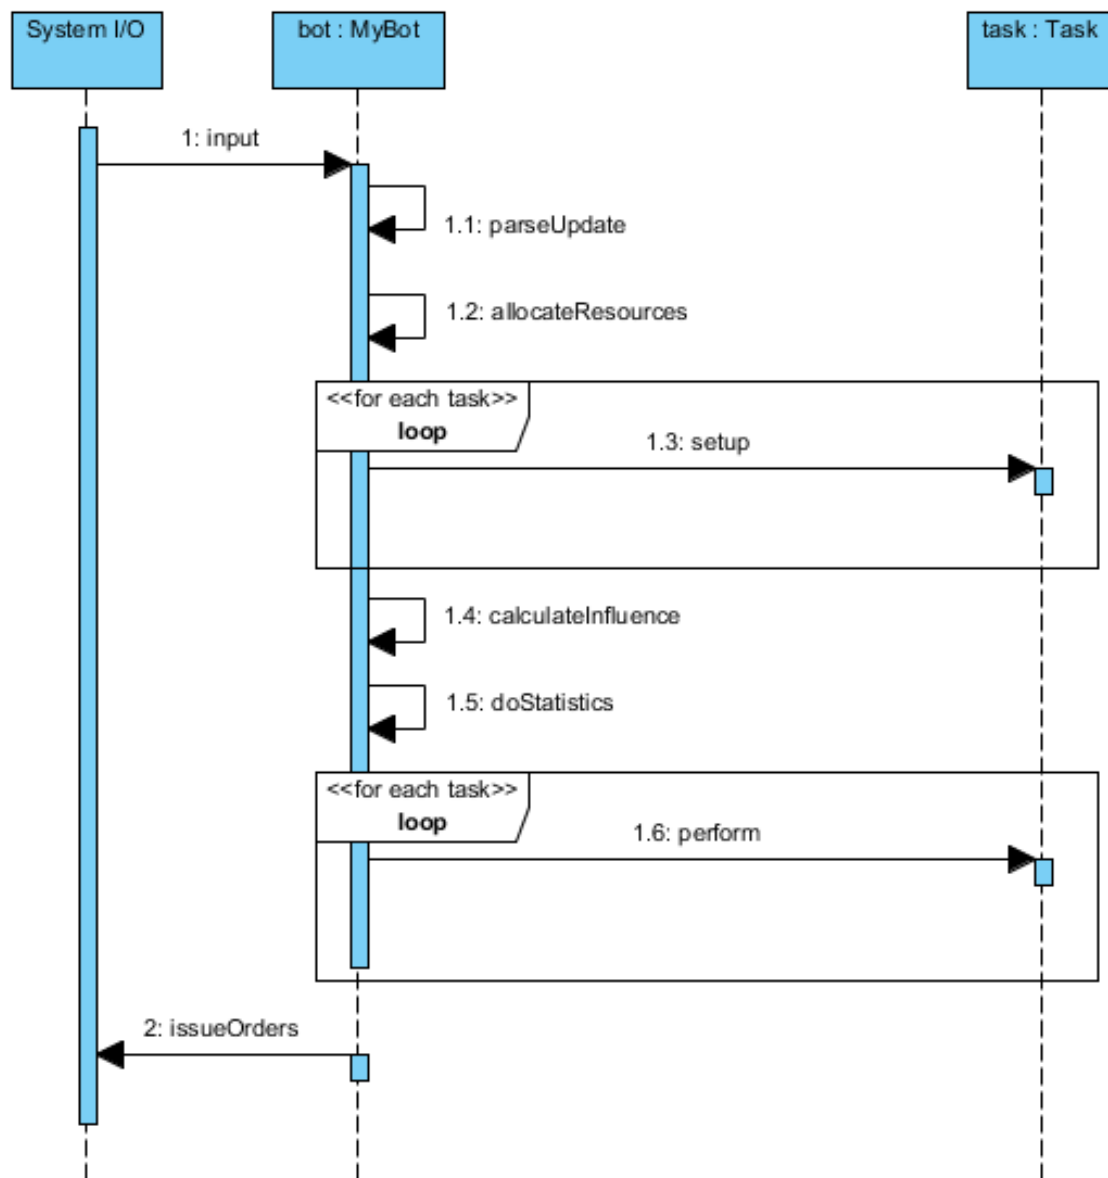 System I/O
bot : MyBot
task : Task
1: input
1.1: parseUpdate
1.2: allocateResources
<<for each task>>
loop
1.3: setup
1.4: calculateInfluence
1.5: doStatistics
<<for each task>>
loop
1.6: perform
2: issueOrders